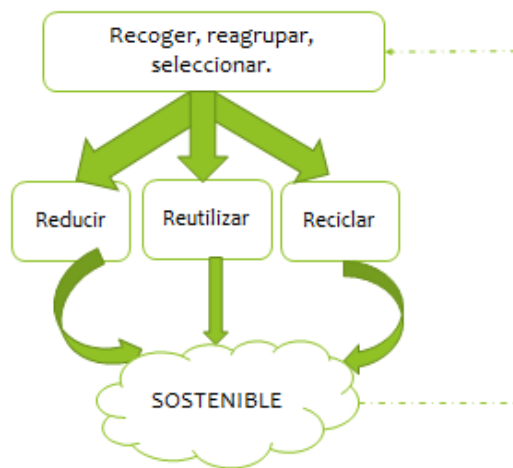 Recoger, reagrupar,
seleccionar.
Reducir
Reutilizar
Reciclar
SOSTENIBLE